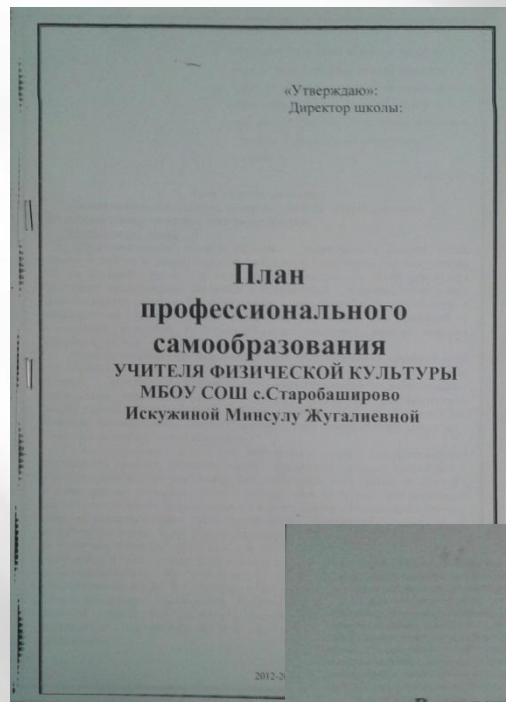 «Утверждаю»:
Директор школы:
План
профессионального
самообразования
УЧИТЕЛЯ ФИЗИЧЕСКОЙ КУЛЬТУРЫ
МБОУ СОШ с.Старобаширово
Искужиной Минсулу Жугалиевной